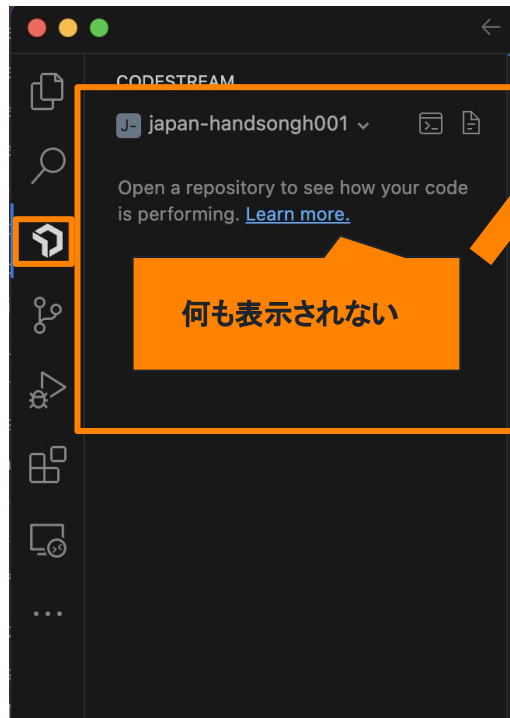 CODESTREAM
J- japan-handsongh001
Open a repository to see how your code
is performing. Learn more.
何も表示されない